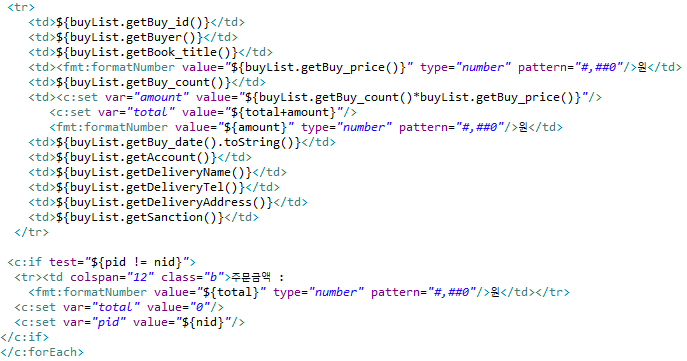 <tr>
<td>${buyList.getBuy_id()}</td>
<td>${buyList.getBuyer()}</td>
<td>${buyList.getBook_title()}</td>
<td><fmt:formatNumber value="${buyList.getBuy_price()}" type="number" pattern="#,##0"/>원</td>
<td>${buyList.getBuy_count()}</td>
<td><c:set var="amount" value="${buyList.getBuy_count()*buyList.getBuy_price()}"/>
<c:set var="total" value="${total+amount}"/>
<fmt:formatNumber value="${amount}" type="number" pattern="#,##0"/>원</td>
<td>${buyList.getBuy_date().toString()}</td>
<td>${buyList.getAccount()}</td>
<td>${buyList.getDeliveryName()}</td>
<td>${buyList.getDeliveryTel()}</td>
<td>${buyList.getDeliveryAddress()}</td>
<td>${buyList.getSanction()}</td>
</tr>
<c:if test="${pid != nid}">
<tr><td colspan="12" class="b">주문금액 :
<fmt:formatNumber value="${total}" type="number" pattern="#,##0"/>원</td></tr>
<c:set var="total" value="0"/>
<c:set var="pid" value="${nid}"/>
</c:if>
</c:forEach>